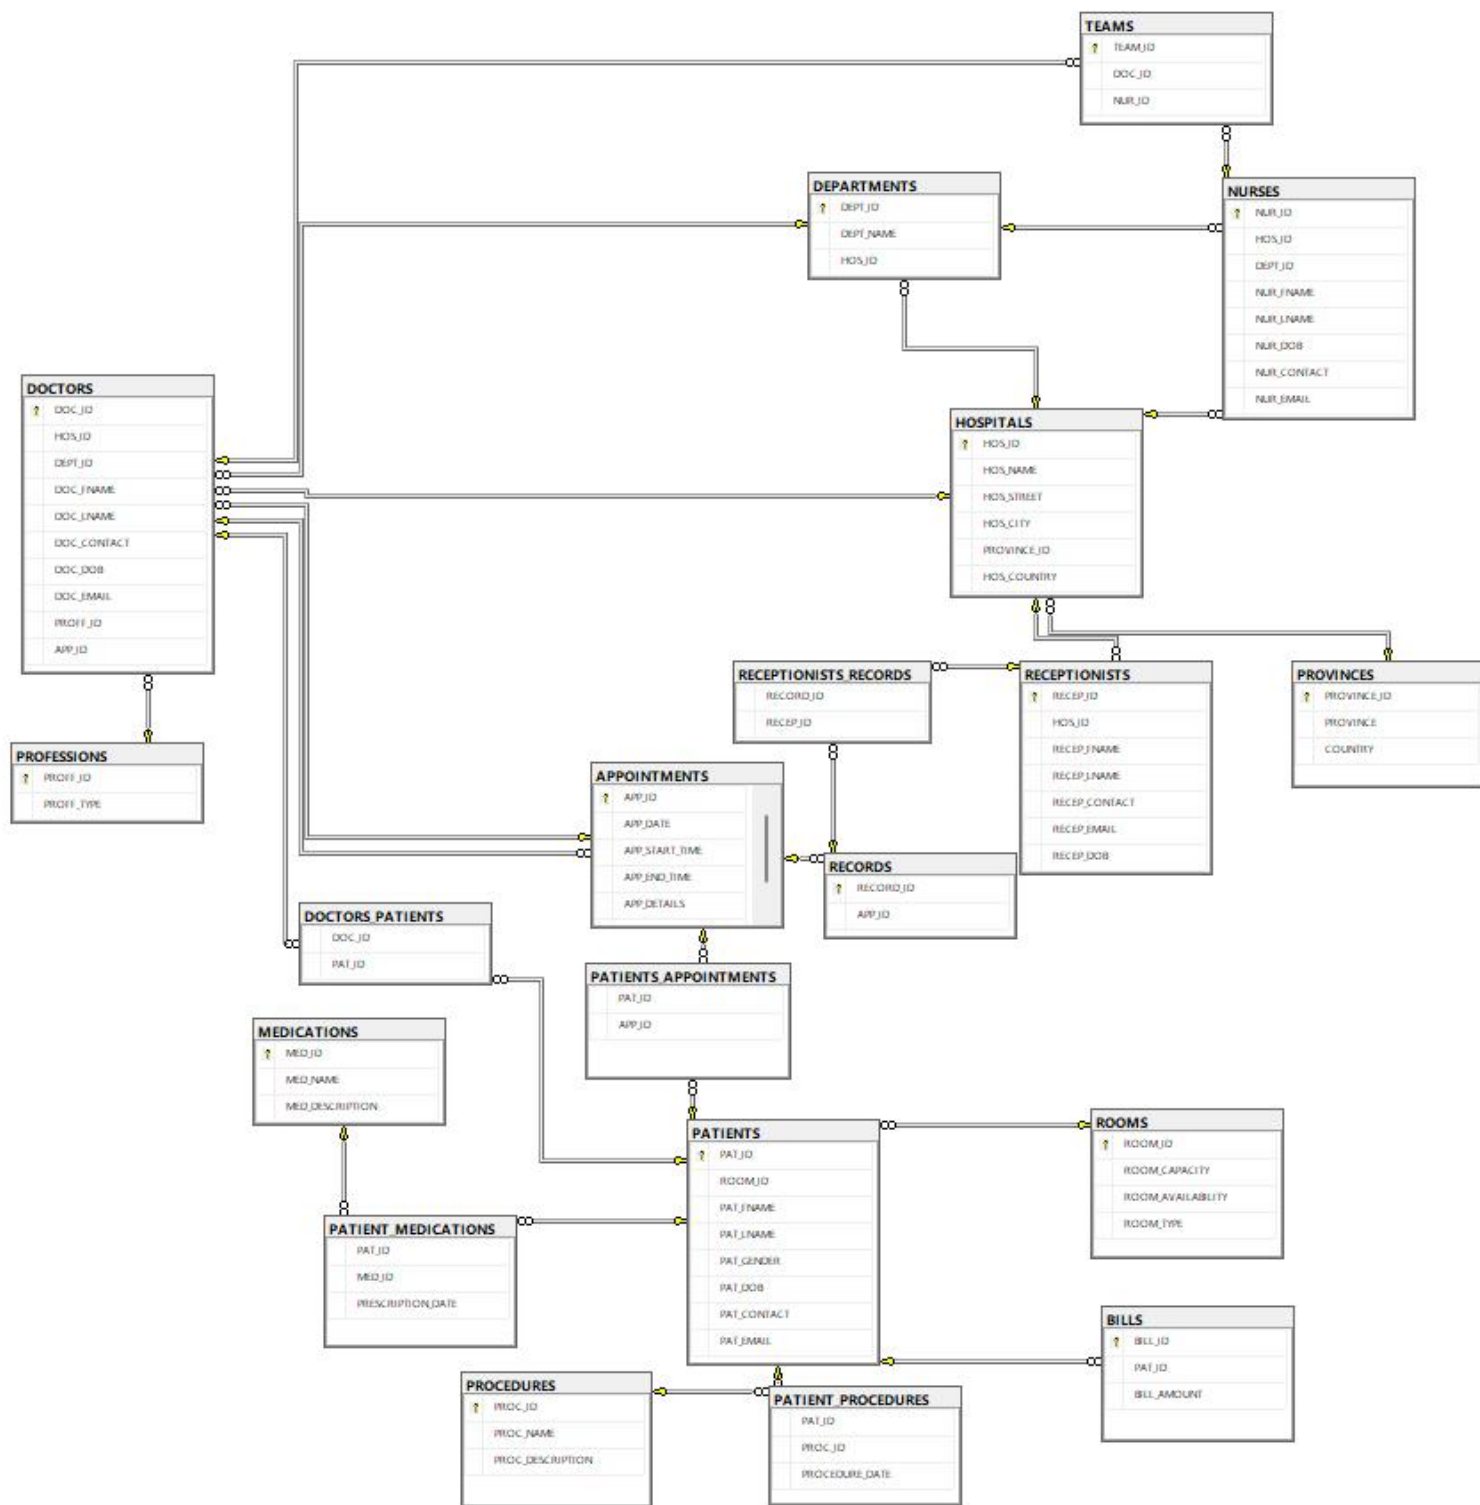 TEAMS
TEAM_ID
DOC_ID
NUR_ID
DEPARTMENTS
DEPT_ID
DEPT_NAME
HOS_ID
NURSES
NUR_ID
HOS_ID
DEPT_ID
NUR_FNAME
NUR_LNAME
NUR_DOB
NUR_CONTACT
NUR_EMAIL
DOCTORS
DOC_ID
HOS_ID
DEPT_ID
DOC_FNAME
DOC_LNAME
DOC_CONTACT
DOC_DOB
DOC_EMAIL
PROFF_ID
APP_ID
HOSPITALS
HOS_ID
HOS_NAME
HOS_STREET
HOS_CITY
PROVINCE_ID
HOS_COUNTRY
RECEPTIONISTS_RECORDS
RECORD_ID
RECEP_ID
RECEPTIONISTS
RECEP_ID
HOS_ID
RECEP_FNAME
RECEP_LNAME
RECEP_CONTACT
RECEP_EMAIL
RECEP_DOB
PROVINCES
PROVINCE_ID
PROVINCE
COUNTRY
PROFESSIONS
PROFF_ID
PROFF_TYPE
APPOINTMENTS
APP_ID
APP_DATE
APP_START_TIME
APP_END_TIME
APP_DETAILS
RECORDS
RECORD_ID
APP_ID
DOCTORS_PATIENTS
DOC_ID
PAT_ID
PATIENTS_APPOINTMENTS
PAT_ID
APP_ID
MEDICATIONS
MED_ID
MED_NAME
MED_DESCRIPTION
PATIENTS
PAT_ID
ROOM_ID
PAT_FNAME
PAT_LNAME
PAT_GENDER
PAT_DOB
PAT_CONTACT
PAT_EMAIL
ROOMS
ROOM_ID
ROOM_CAPACITY
ROOM_AVAILABILITY
ROOM_TYPE
PATIENT_MEDICATIONS
PAT_ID
MED_ID
PRESCRIPTION_DATE
BILLS
BILL_ID
PAT_ID
BILL_AMOUNT
PROCEDURES
PROC_ID
PROC_NAME
PROC_DESCRIPTION
PATIENT_PROCEDURES
PAT_ID
PROC_ID
PROCEDURE_DATE